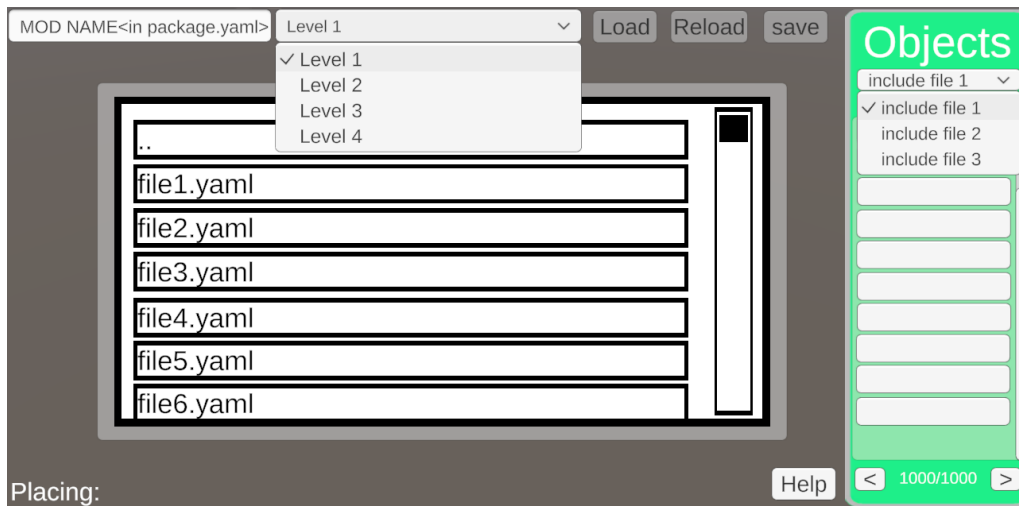 MOD NAME<in package.yaml>
Level 1
Load
Reload
save
Level 1
Level 2
Level 3
Level 4
..
file1.yaml
file2.yaml
file3.yaml
file4.yaml
file5.yaml
file6.yaml
Placing:
Help
Objects
include file 1
include file 1
include file 2
include file 3
<
1000/1000
>